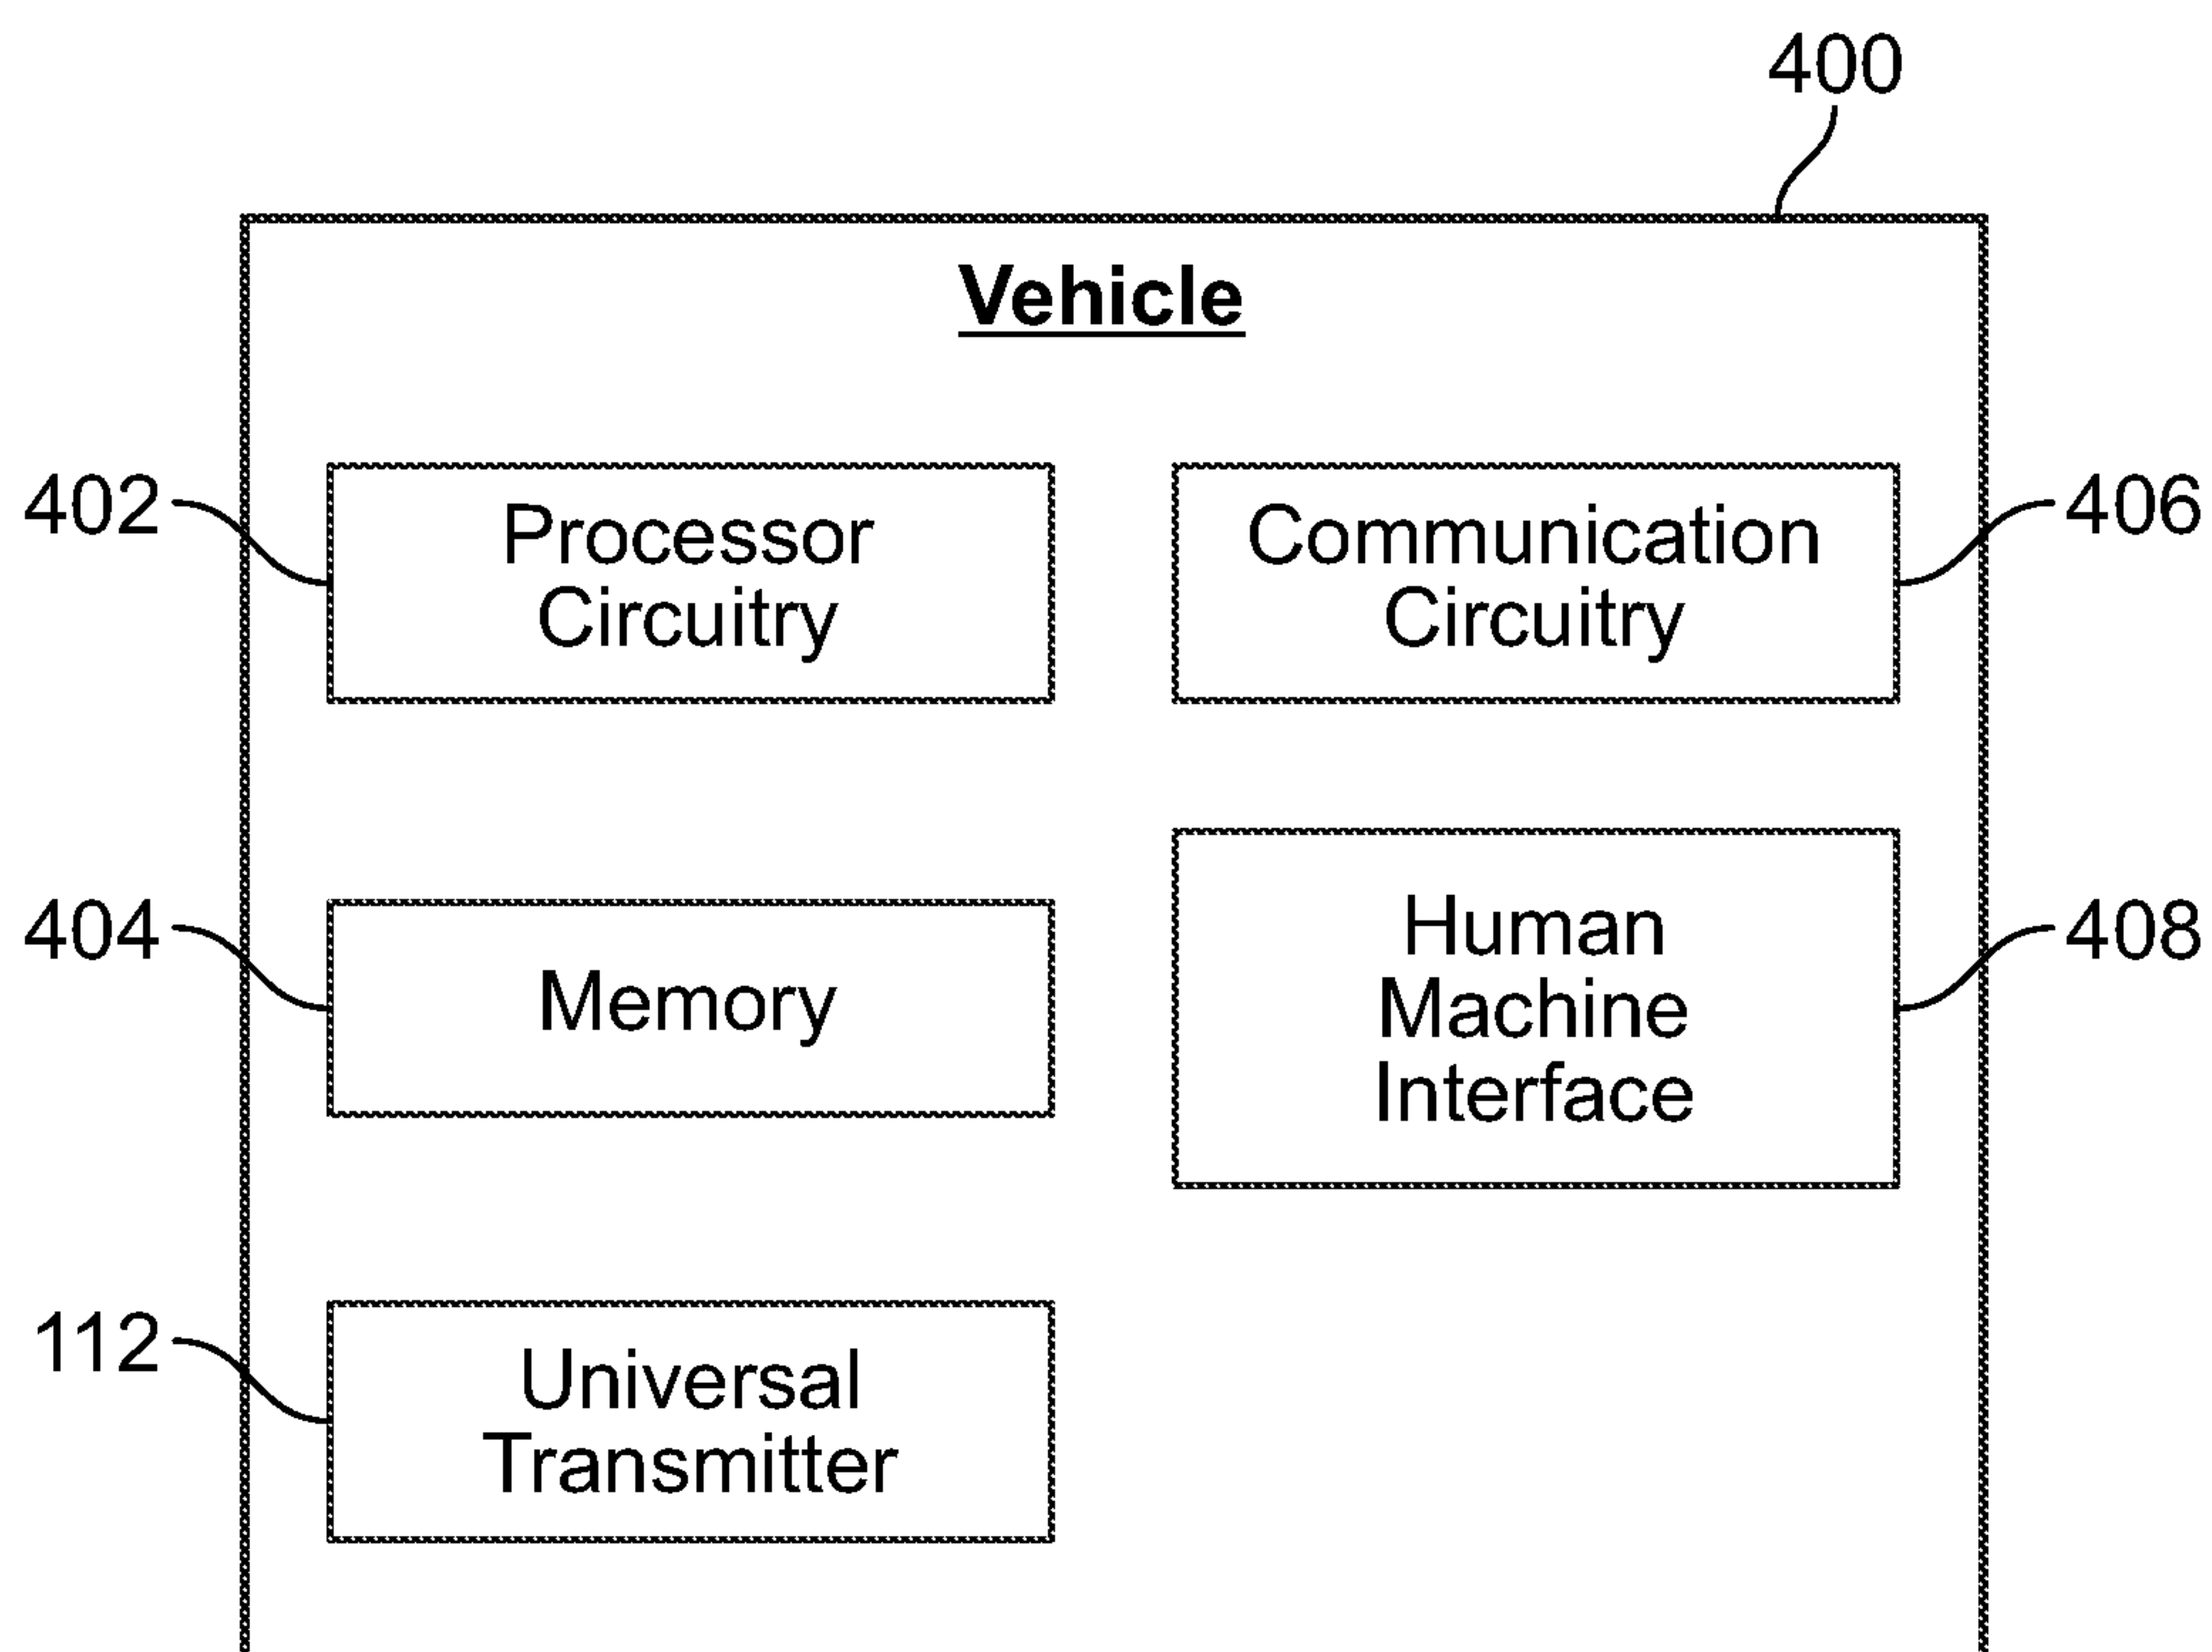 400
Vehicle
402
Processor
Circuitry
Communication
Circuitry
406
404
Memory
Human
Machine
Interface
408
112
Universal
Transmitter